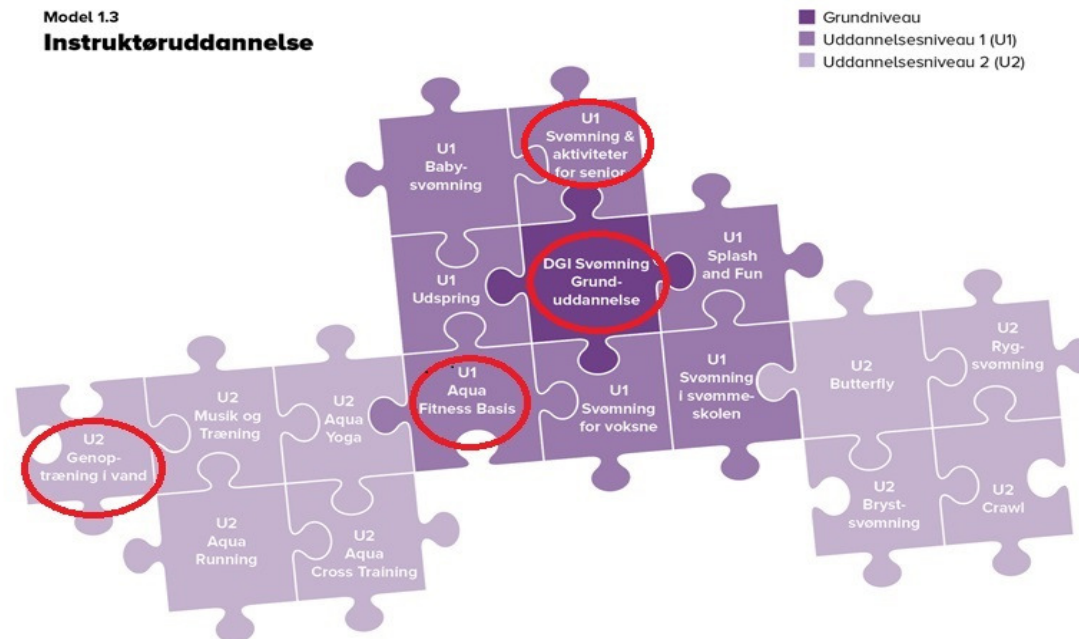 Model 1.3
Instruktøruddannelse
Grundniveau
Uddannelsesniveau 1 (U1)
Uddannelsesniveau 2 (U2)
U1
Svømning &
aktiviteter
for senior
U1
Baby-
svømning
DGI Svømning
Grund-
uddannelse
U1
Splash
and Fun
U1
Udspring
U2
Ryg-
svømning
U2
Butterfly
U1
Svømning
i svømme-
skolen
U1
Aqua
Fitness Basis
U1
Svømning
for voksne
U2
Musik og
Træning
U2
Aqua
Yoga
U2
Genop-
træning i vand
U2
Bryst-
svømning
U2
Crawl
U2
Aqua
Running
U2
Aqua
Cross Training